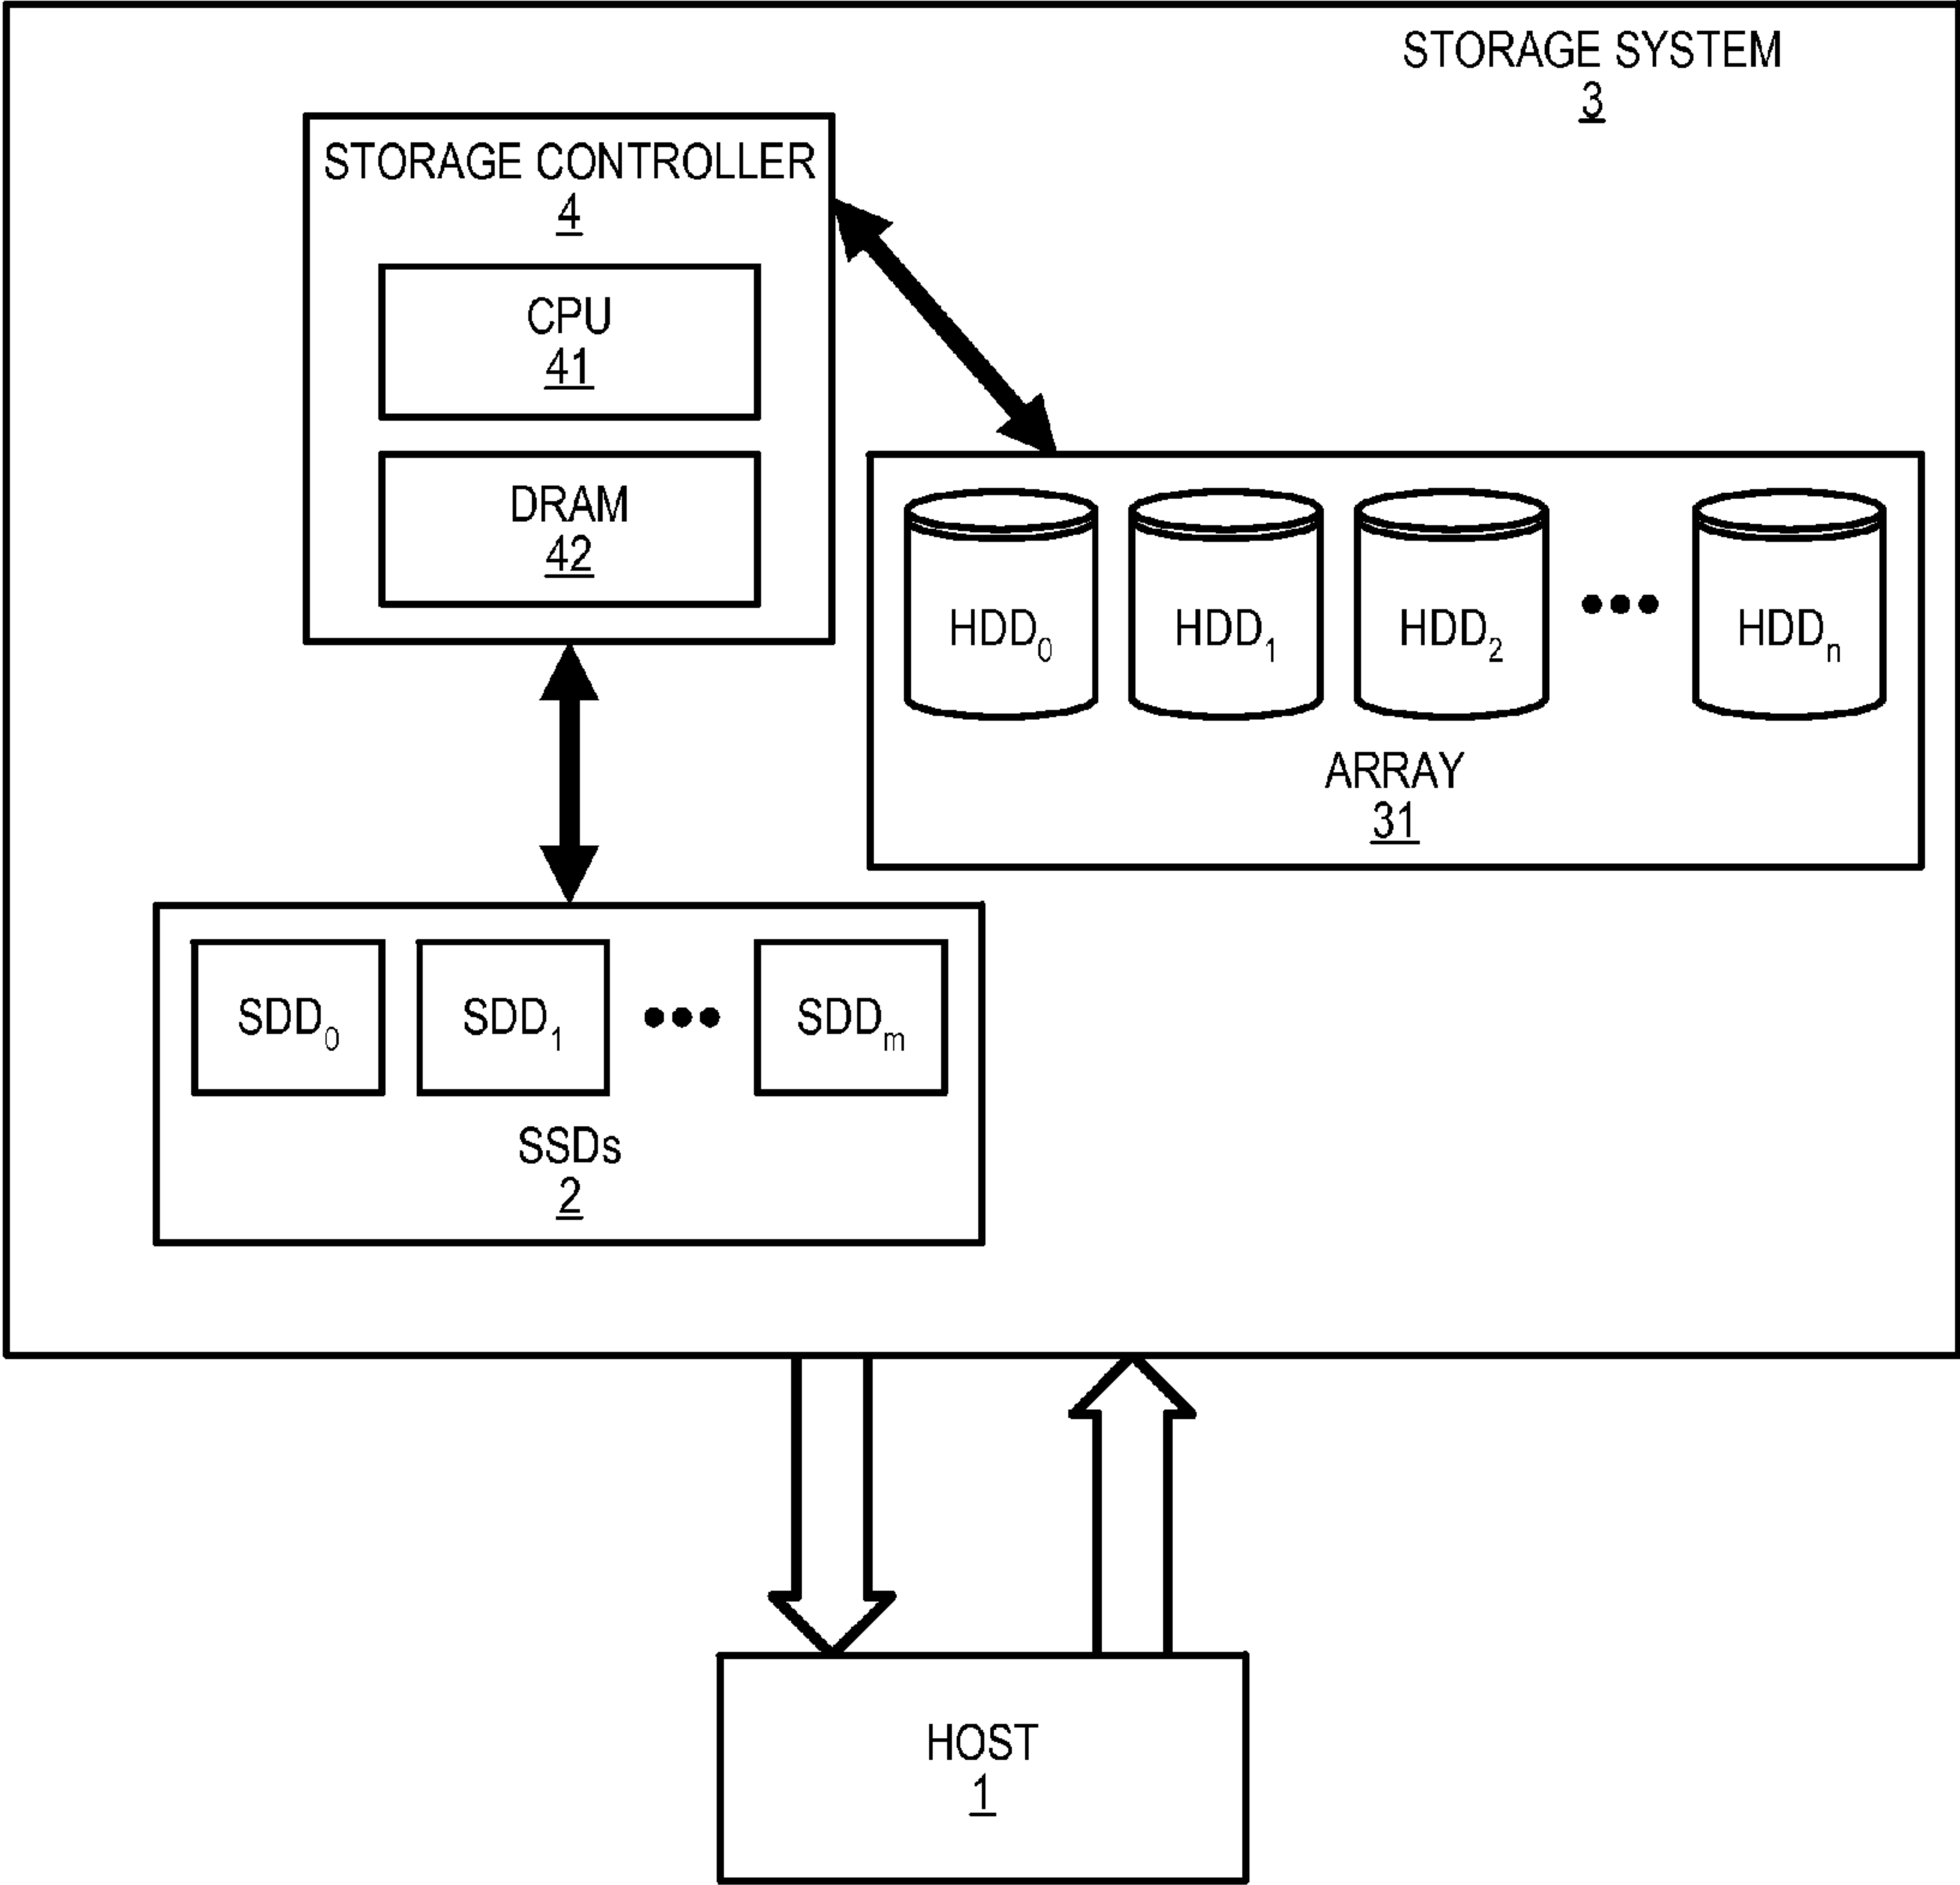 STORAGE SYSTEM
3
STORAGE CONTROLLER
4
CPU
41
DRAM
42
HDD0
HDD1
HDD2
HDDn
ARRAY
31
SDD0
SDD1
SDDm
SSDs
2
HOST
1